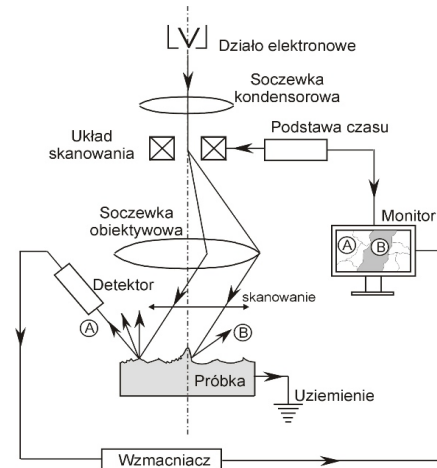 Działo elektronowe
Soczewka
kondensorowa
Układ
skanowania
Podstawa czasu
Soczewka
obiektywowa
Monitor
A
B
Detektor
skanowanie
A
B
Próbka
Uziemienie
Wzmacniacz